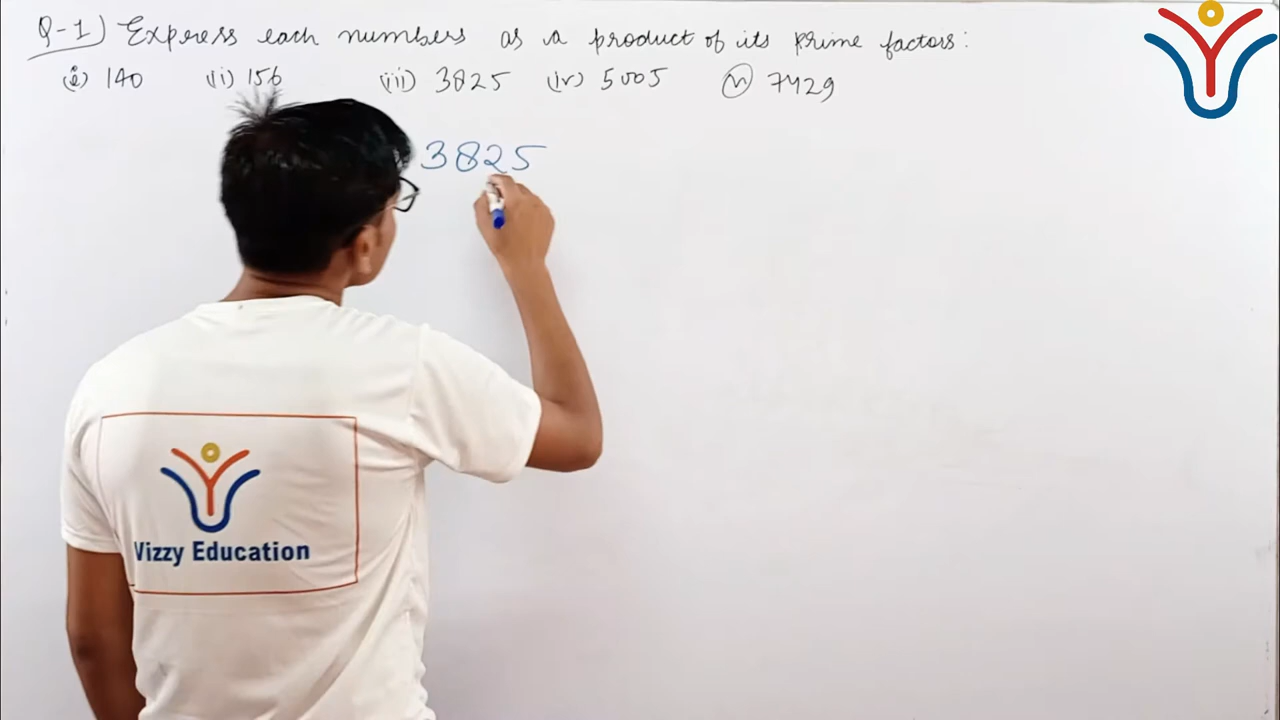 Q-1) Express each numbers as a product of its prime factors:
(i) 140 (ii) 156 (iii) 3825 (iv) 5005 (v) 7429
3825
Vizzy Education